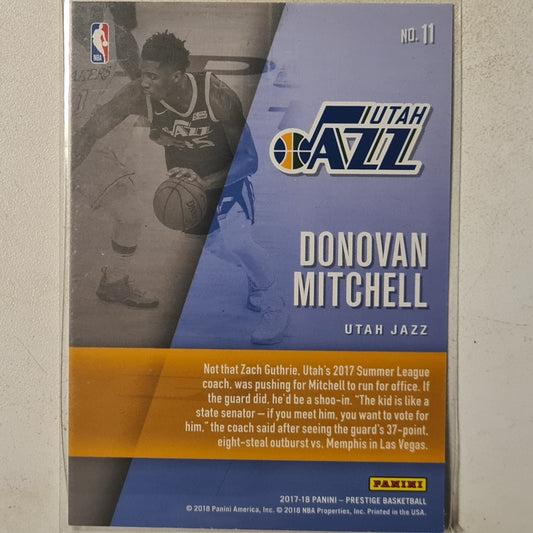 NBA
NO. 11
UTAH
JAZZ
DONOVAN
MITCHELL
UTAH JAZZ
Not that Zach Guthrie, Utah's 2017 Summer League
coach, was pushing for Mitchell to run for office. If
the guard did, he'd be a shoo-in. “The kid is like a
state senator – if you meet him, you want to vote for
him,” the coach said after seeing the guard's 37-point,
eight-steal outburst vs. Memphis in Las Vegas.
PANINI
2017-18 PANINI – PRESTIGE BASKETBALL
© 2018 Panini America, Inc. © 2018 NBA Properties, Inc. Printed in the USA.